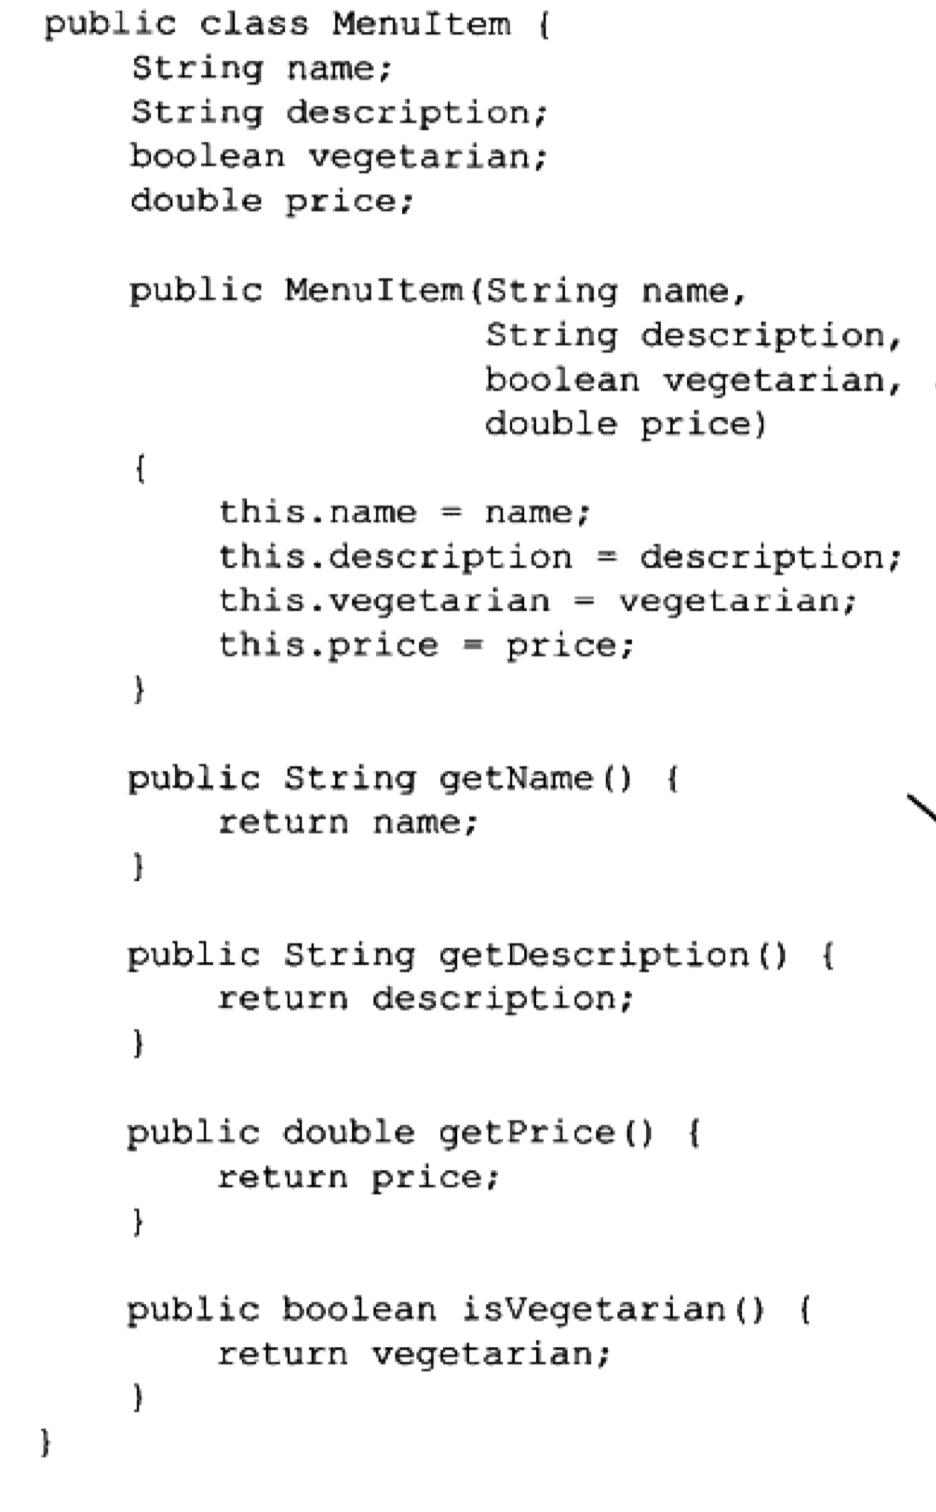 public class MenuItem {
String name;
String description;
boolean vegetarian;
double price;
public MenuItem(String name,
String description,
boolean vegetarian,
double price)
{
this.name = name;
this.description = description;
this.vegetarian = vegetarian;
this.price = price;
}
public String getName() {
return name;
}
public String getDescription() {
return description;
}
public double getPrice() {
return price;
}
public boolean isVegetarian() {
return vegetarian;
}
}